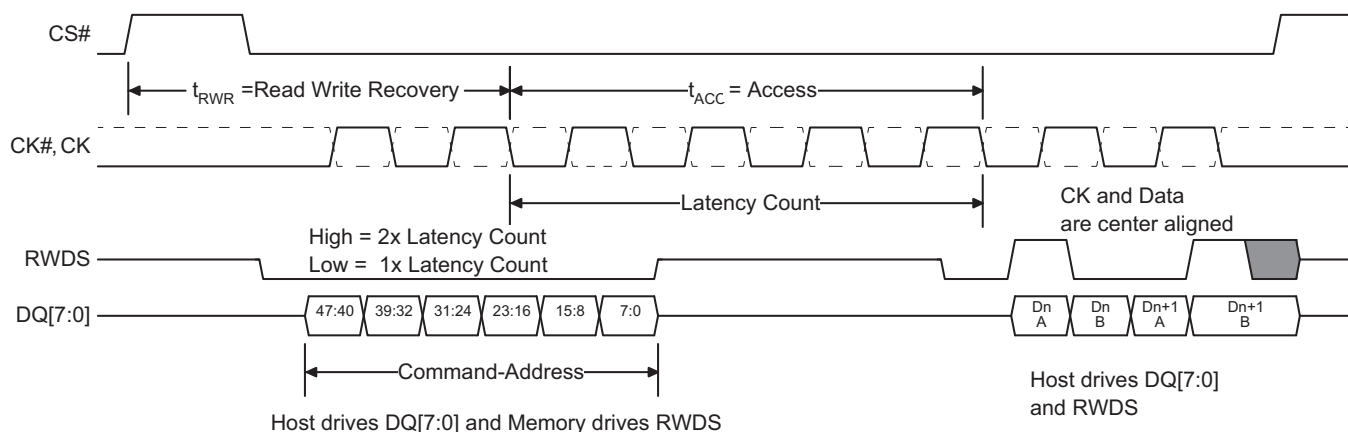 CS#
tRWR =Read Write Recovery
tACC = Access
CK#, CK
Latency Count
CK and Data
are center aligned
High = 2x Latency Count
Low = 1x Latency Count
RWDS
DQ[7:0]
47:40 39:32 31:24 23:16 15:8 7:0
Dn A Dn B Dn+1 A Dn+1 B
Command-Address
Host drives DQ[7:0]
and RWDS
Host drives DQ[7:0] and Memory drives RWDS